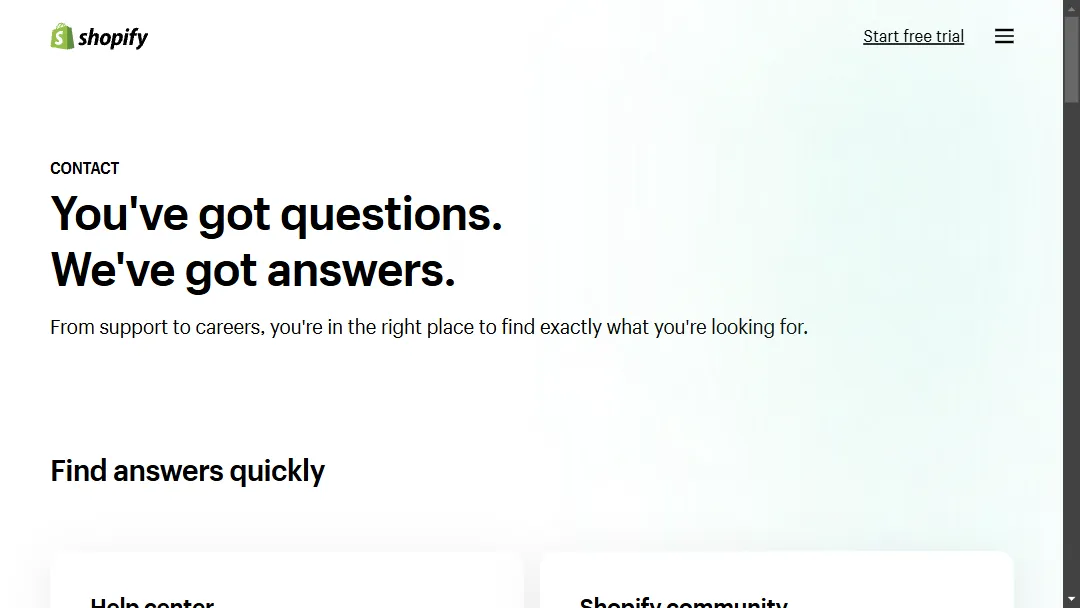 shopify
Start free trial
CONTACT
You've got questions.
We've got answers.
From support to careers, you're in the right place to find exactly what you're looking for.
Find answers quickly
Help center
Shopify community